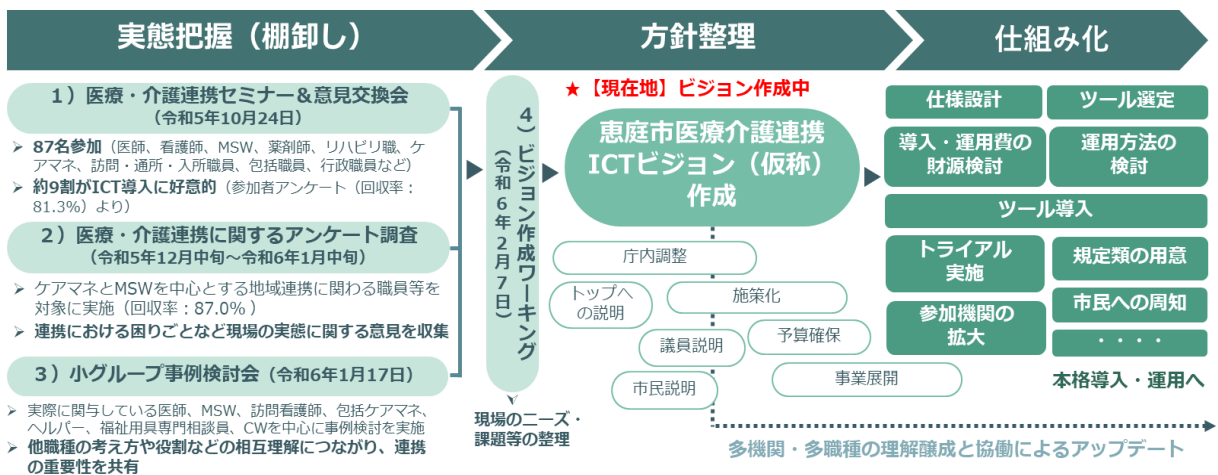 実態把握（棚卸し）
方針整理
仕組み化
1）医療・介護連携セミナー＆意見交換会
（令和5年10月24日）
➢ 87名参加（医師、看護師、MSW、薬剤師、リハビリ職、ケ
アマネ、訪問・通所・入所職員、包括職員、行政職員など）
➢ 約9割がICT導入に好意的（参加者アンケート（回収率：
81.3%）より）
2）医療・介護連携に関するアンケート調査
（令和5年12月中旬～令和6年1月中旬）
➢ ケアマネとMSWを中心とする地域連携に関わる職員等を
対象に実施（回収率：87.0%）
➢ 連携における困りごとなど現場の実態に関する意見を収集
3）小グループ事例検討会（令和6年1月17日）
➢ 実際に関与している医師、MSW、訪問看護師、包括ケアマネ、
ヘルパー、福祉用具専門相談員、CWを中心に事例検討を実施
➢ 他職種の考え方や役割などの相互理解につながり、連携
の重要性を共有
4）ビジョン作成ワーキング
（令和6年2月7日）
現場のニーズ・
課題等の整理
★【現在地】ビジョン作成中
恵庭市医療介護連携
ICTビジョン（仮称）
作成
庁内調整
トップへ
の説明
施策化
議員説明
予算確保
市民説明
事業展開
仕様設計
ツール選定
導入・運用費の
財源検討
運用方法の
検討
ツール導入
トライアル
実施
規定類の用意
参加機関の
拡大
市民への周知
・・・・
本格導入・運用へ
多機関・多職種の理解醸成と協働によるアップデート